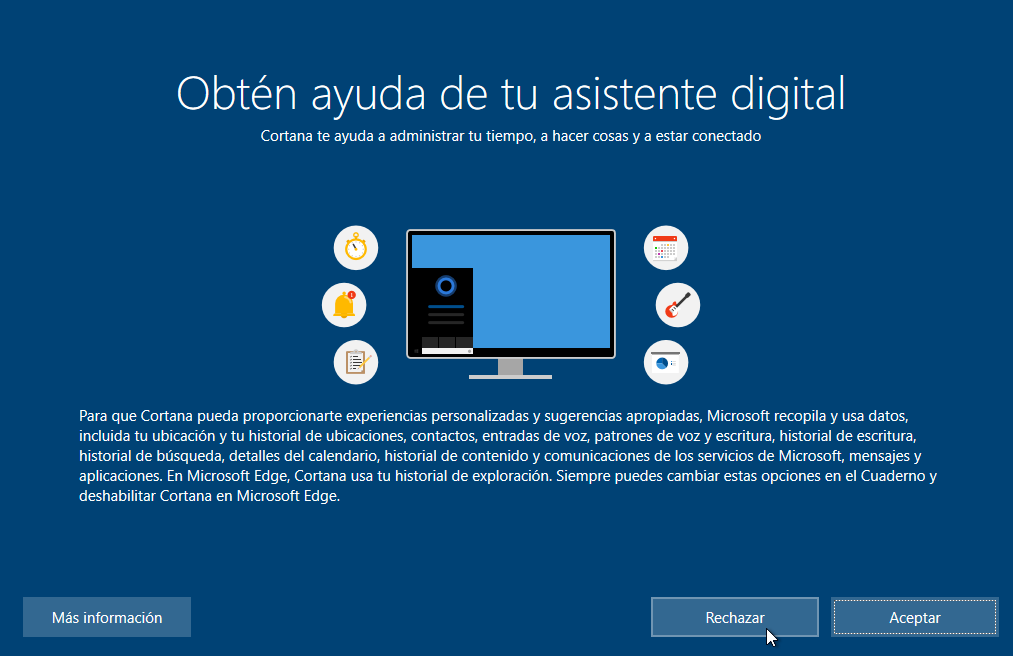 Obtén ayuda de tu asistente digital
Cortana te ayuda a administrar tu tiempo, a hacer cosas y a estar conectado
Para que Cortana pueda proporcionarte experiencias personalizadas y sugerencias apropiadas, Microsoft recopila y usa datos,
incluida tu ubicación y tu historial de ubicaciones, contactos, entradas de voz, patrones de voz y escritura, historial de escritura,
historial de búsqueda, detalles del calendario, historial de contenido y comunicaciones de los servicios de Microsoft, mensajes y
aplicaciones. En Microsoft Edge, Cortana usa tu historial de exploración. Siempre puedes cambiar estas opciones en el Cuaderno y
deshabilitar Cortana en Microsoft Edge.
Más información
Rechazar
Aceptar